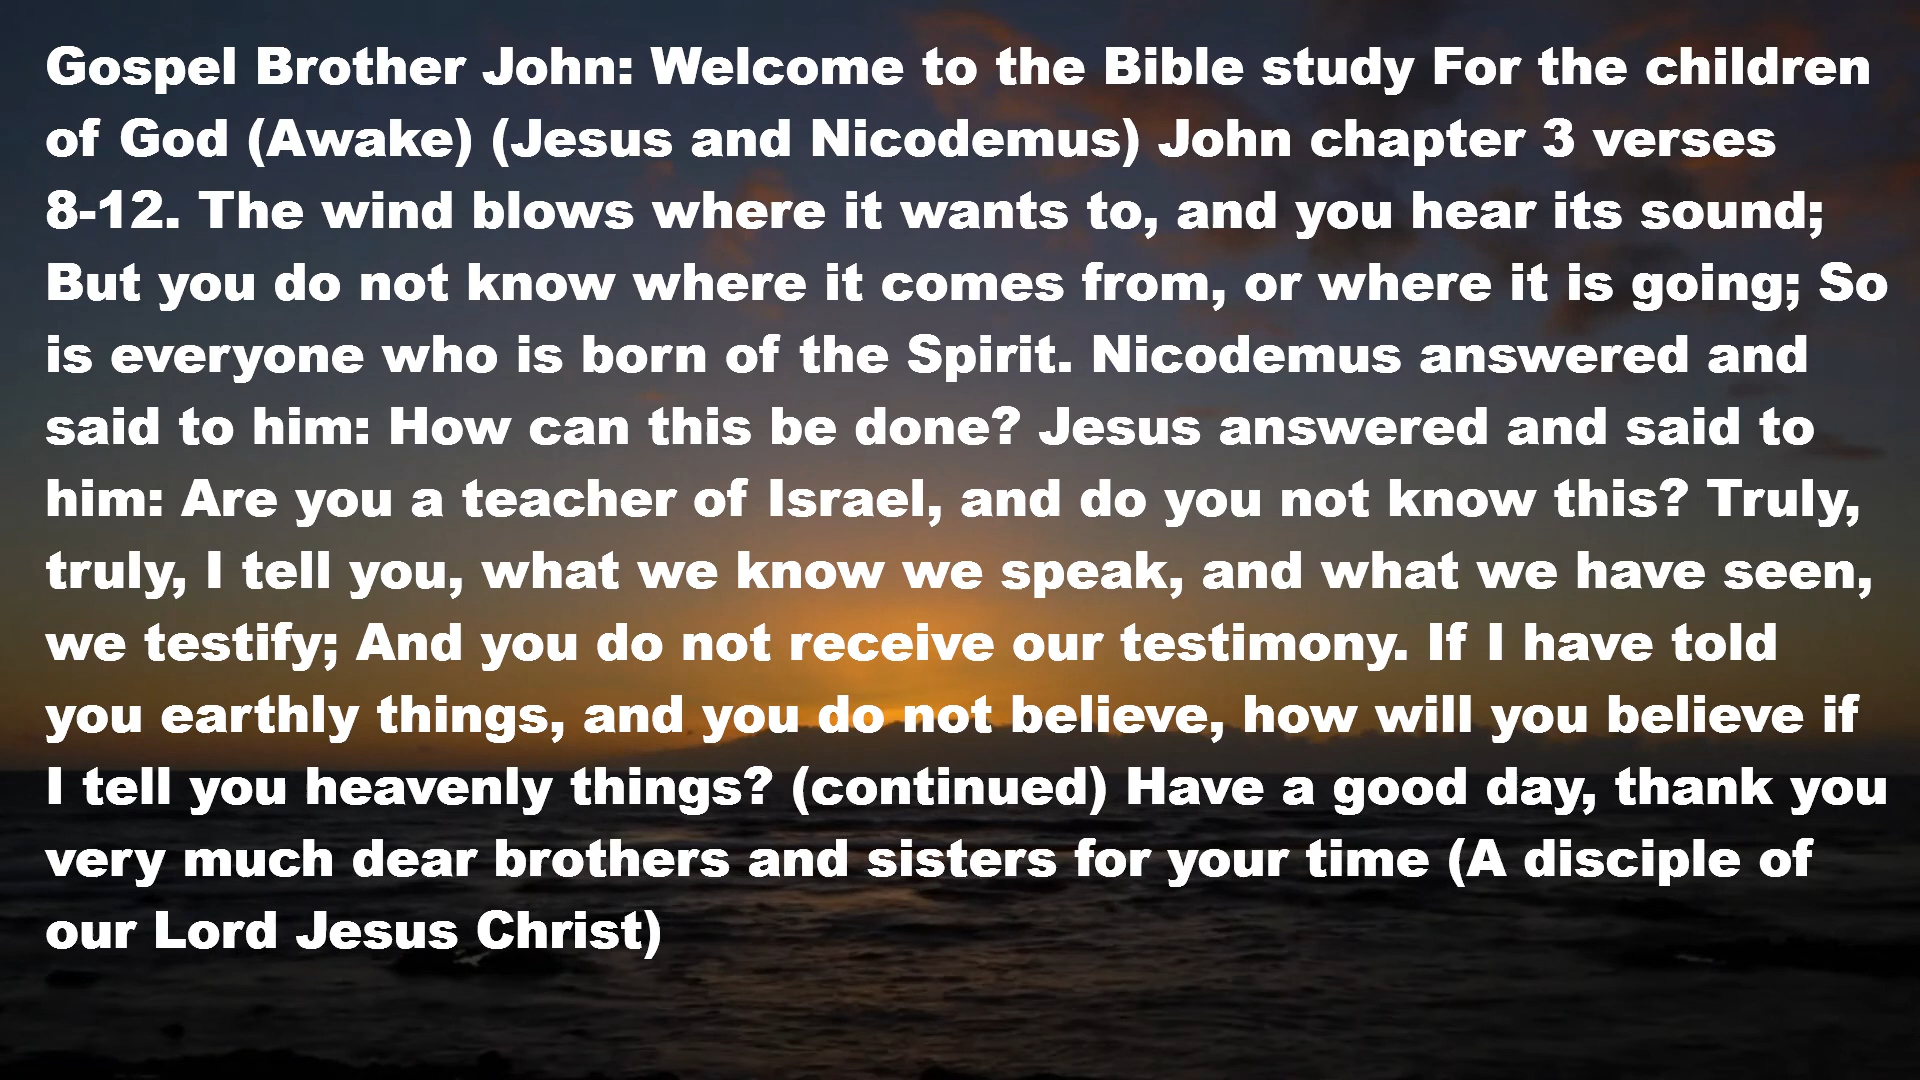 Gospel Brother John: Welcome to the Bible study For the children
of God (Awake) (Jesus and Nicodemus) John chapter 3 verses
8-12. The wind blows where it wants to, and you hear its sound;
But you do not know where it comes from, or where it is going; So
is everyone who is born of the Spirit. Nicodemus answered and
said to him: How can this be done? Jesus answered and said to
him: Are you a teacher of Israel, and do you not know this? Truly,
truly, I tell you, what we know we speak, and what we have seen,
we testify; And you do not receive our testimony. If I have told
you earthly things, and you do not believe, how will you believe if
I tell you heavenly things? (continued) Have a good day, thank you
very much dear brothers and sisters for your time (A disciple of
our Lord Jesus Christ)